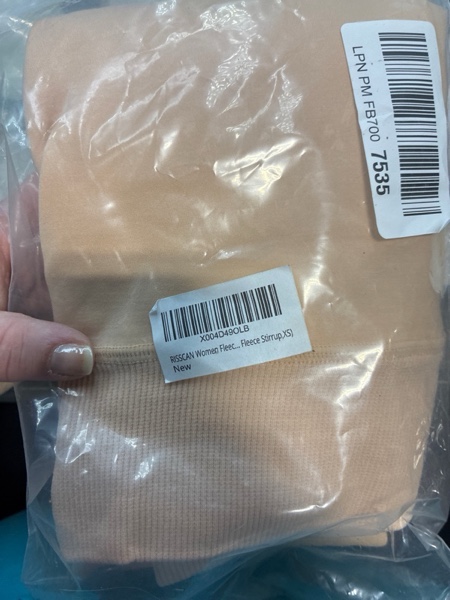 LPN PM FB700 7535
X004D49OLB
RISSCAN Women Fleec... Fleece Stirrup,XS)
New